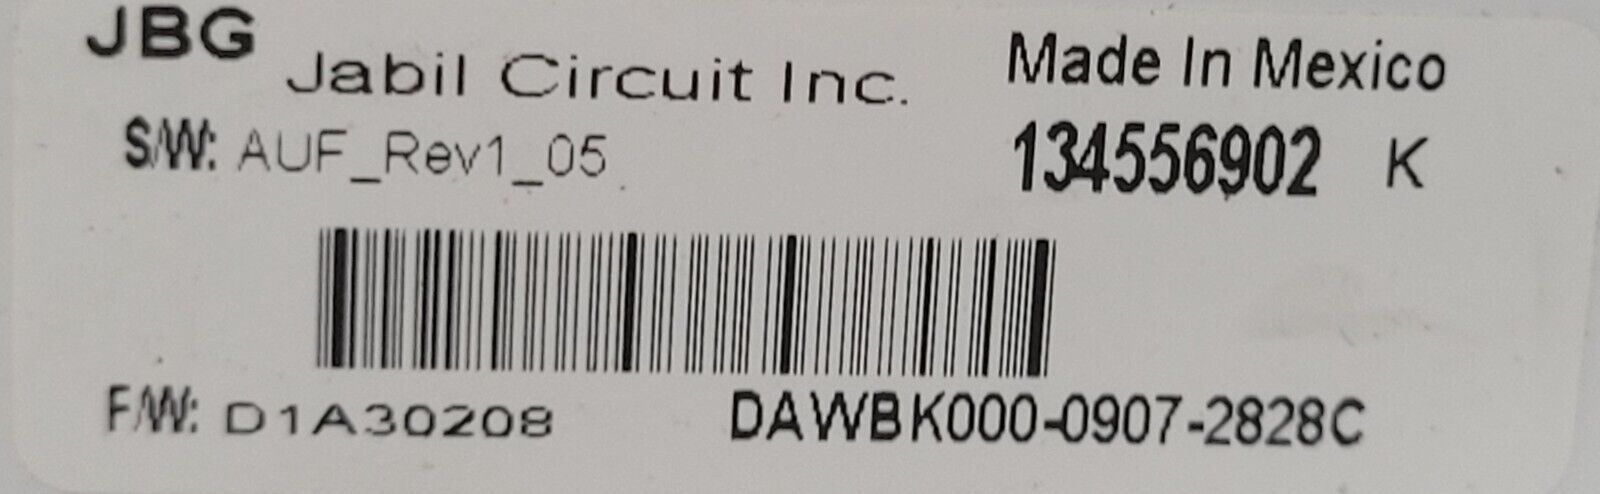 JBG Jabil Circuit Inc. Made In Mexico
S/W: AUF_Rev1_05 134556902 K
F/W: D1A30208 DAWBK000-0907-2828C